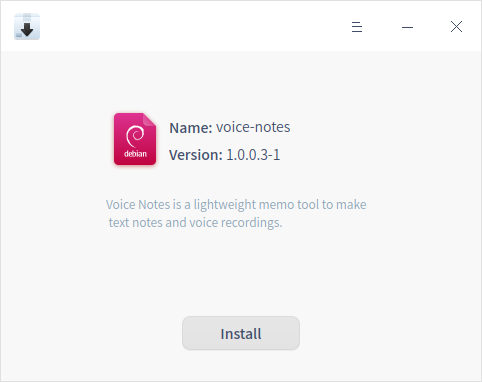 debian
Name: voice-notes
Version: 1.0.0.3-1
Voice Notes is a lightweight memo tool to make
text notes and voice recordings.
Install